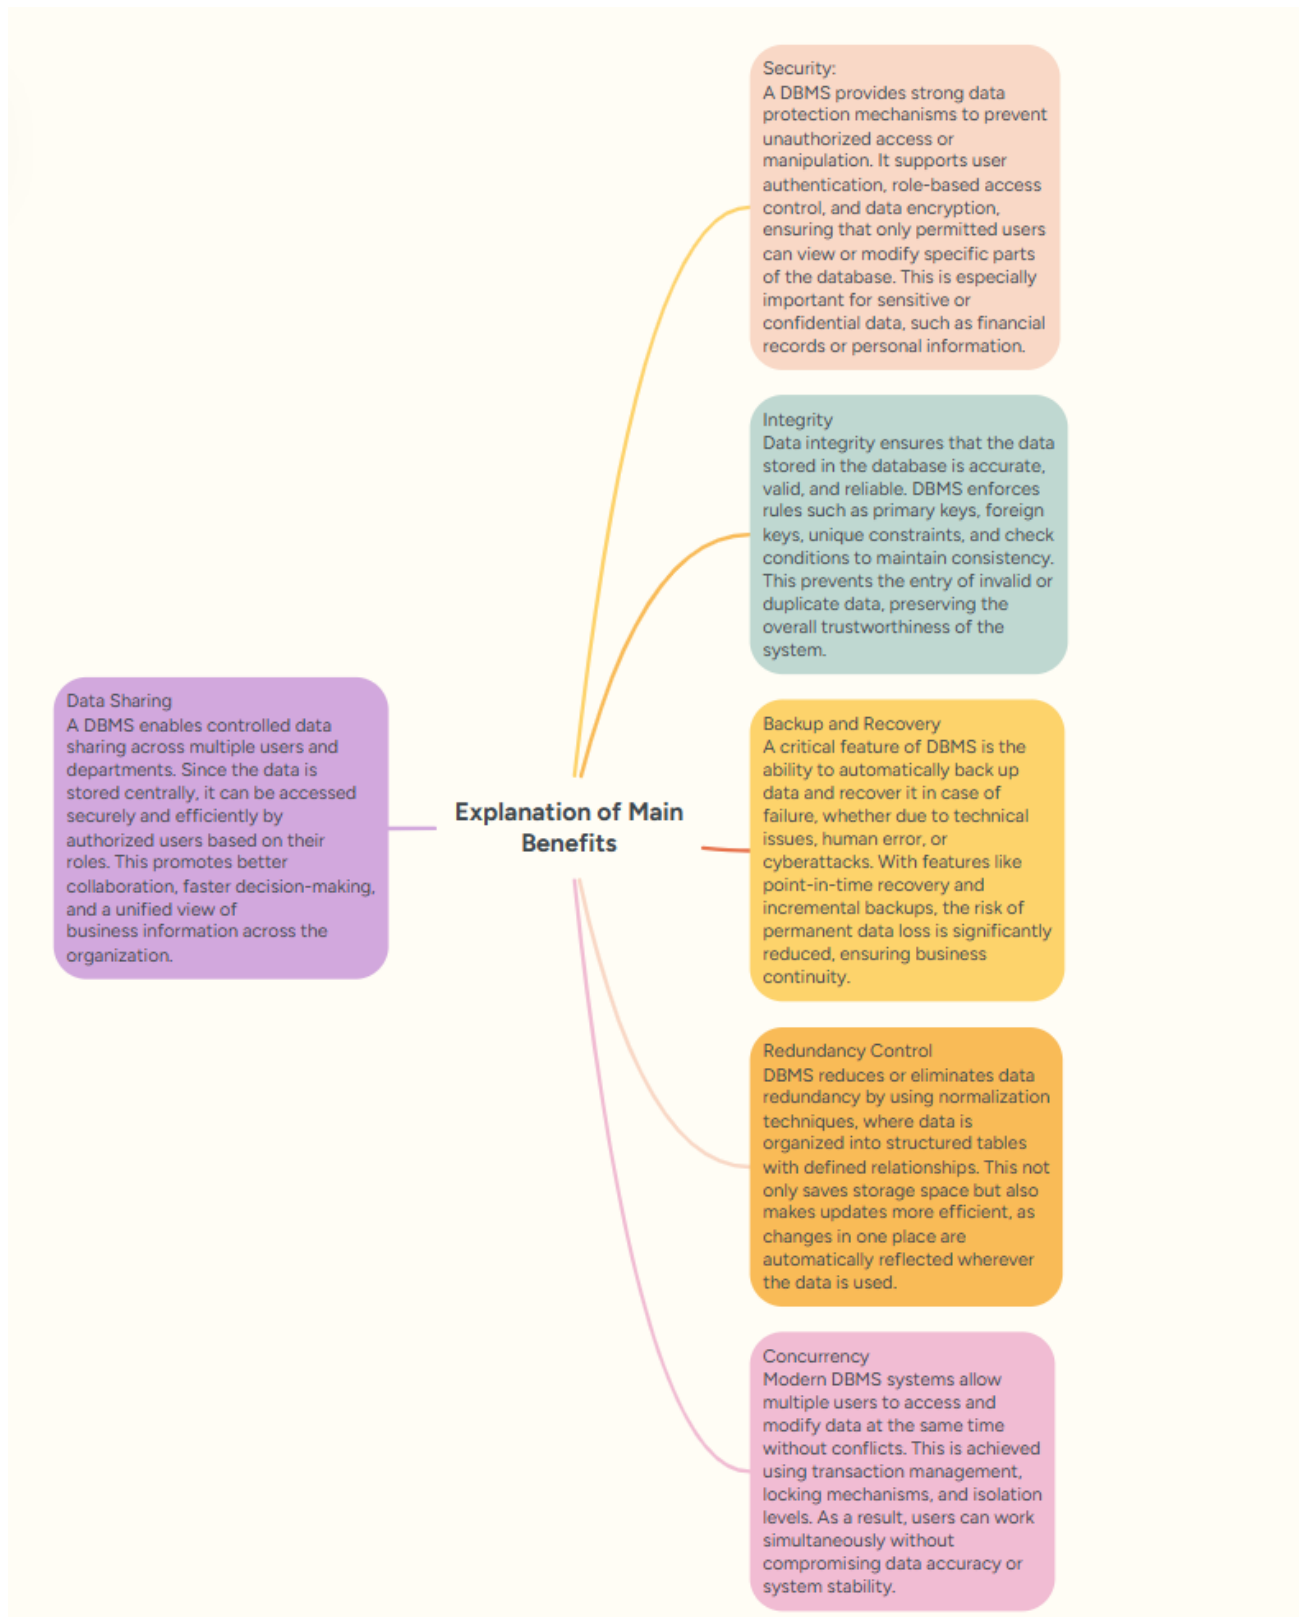 Security:
A DBMS provides strong data
protection mechanisms to prevent
unauthorized access or
manipulation. It supports user
authentication, role-based access
control, and data encryption,
ensuring that only permitted users
can view or modify specific parts
of the database. This is especially
important for sensitive or
confidential data, such as financial
records or personal information.
Integrity
Data integrity ensures that the data
stored in the database is accurate,
valid, and reliable. DBMS enforces
rules such as primary keys, foreign
keys, unique constraints, and check
conditions to maintain consistency.
This prevents the entry of invalid or
duplicate data, preserving the
overall trustworthiness of the
system.
Data Sharing
A DBMS enables controlled data
sharing across multiple users and
departments. Since the data is
stored centrally, it can be accessed
securely and efficiently by
authorized users based on their
roles. This promotes better
collaboration, faster decision-making,
and a unified view of
business information across the
organization.
Explanation of Main
Benefits
Backup and Recovery
A critical feature of DBMS is the
ability to automatically back up
data and recover it in case of
failure, whether due to technical
issues, human error, or
cyberattacks. With features like
point-in-time recovery and
incremental backups, the risk of
permanent data loss is significantly
reduced, ensuring business
continuity.
Redundancy Control
DBMS reduces or eliminates data
redundancy by using normalization
techniques, where data is
organized into structured tables
with defined relationships. This not
only saves storage space but also
makes updates more efficient, as
changes in one place are
automatically reflected wherever
the data is used.
Concurrency
Modern DBMS systems allow
multiple users to access and
modify data at the same time
without conflicts. This is achieved
using transaction management,
locking mechanisms, and isolation
levels. As a result, users can work
simultaneously without
compromising data accuracy or
system stability.